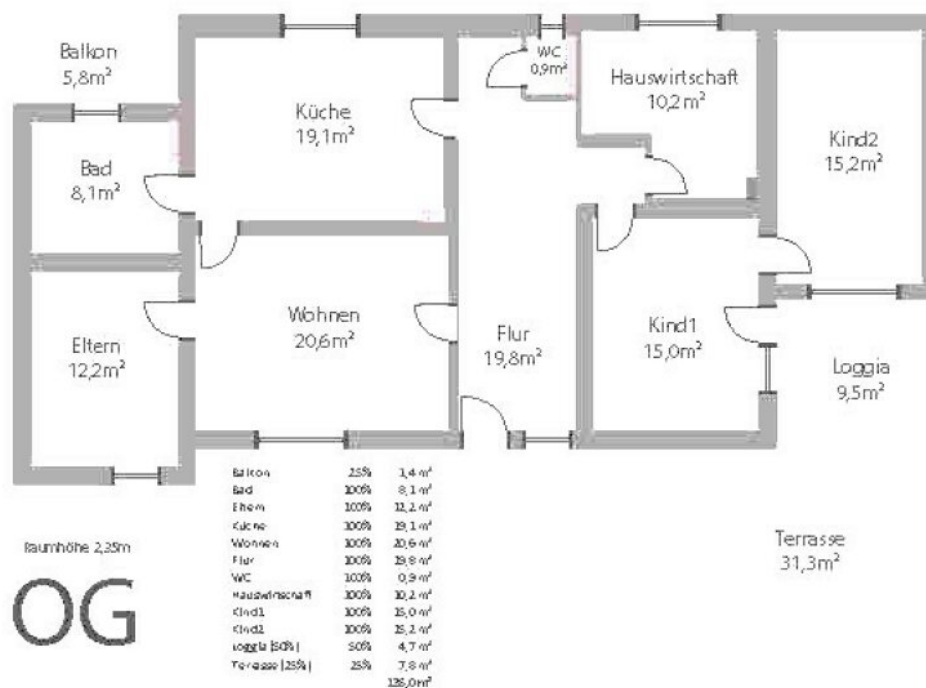 Balkon
5,8m²
WC
0,9m²
Hauswirtschaft
10,2m²
Küche
19,1m²
Kind2
15,2m²
Bad
8,1m²
Wohnen
20,6m²
Eltern
12,2m²
Flur
19,8m²
Kind1
15,0m²
Loggia
9,5m²
Balkon 25% 1,4 m²
Bad 100% 8,1 m²
Eltern 100% 12,2 m²
Küche 100% 19,1 m²
Wohnen 100% 20,6 m²
Flur 100% 19,8 m²
WC 100% 0,9 m²
Hauswirtschaft 100% 10,2 m²
Kind1 100% 15,0 m²
Kind2 100% 15,2 m²
Loggia (50%) 50% 4,7 m²
Terrasse (25%) 25% 7,8 m²
Raumhöhe 2,35m
OG
Terrasse
31,3m²